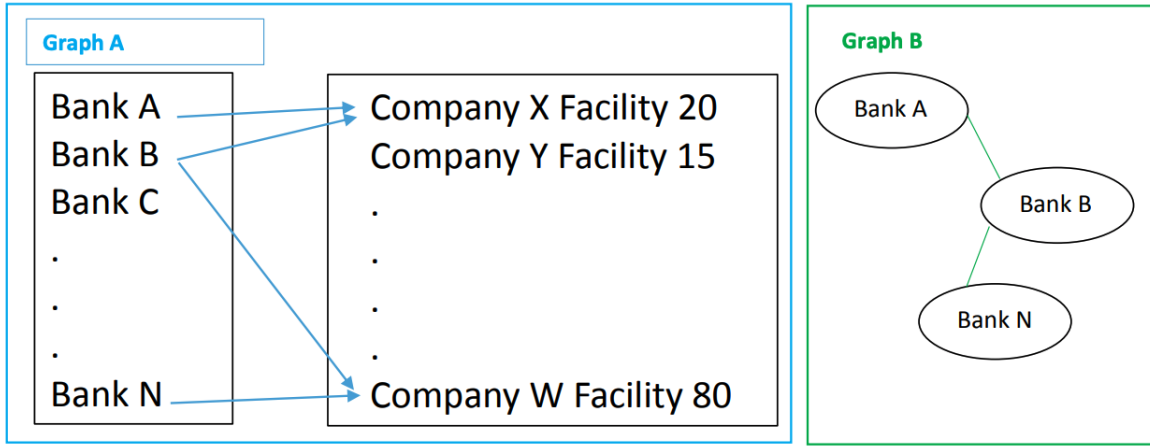 Graph A
Bank A
Bank B
Bank C
.
.
.
Bank N
Company X Facility 20
Company Y Facility 15
.
.
.
.
Company W Facility 80
Graph B
Bank A
Bank B
Bank N